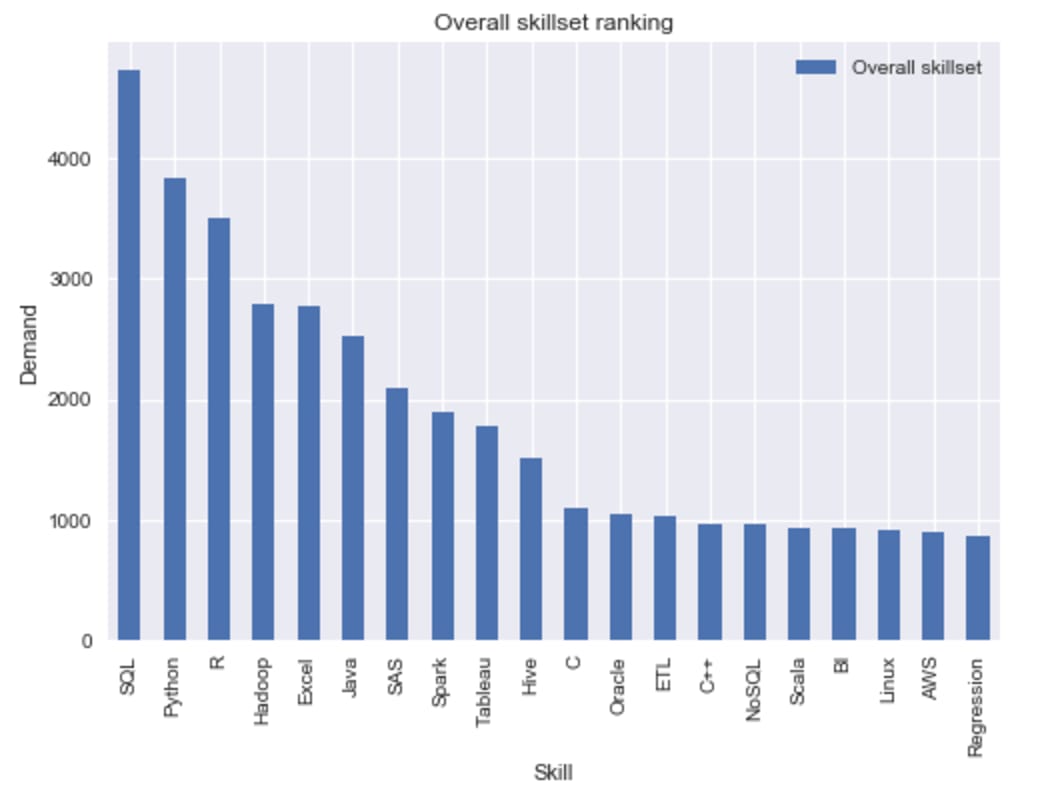 Overall skillset ranking
Overall skillset
4000
3000
2000
1000
0
Demand
SQL
Python
R
Hadoop
Excel
Java
SAS
Spark
Tableau
Hive
C
Oracle
ETL
C++
NoSQL
Scala
BI
Linux
AWS
Regression
Skill